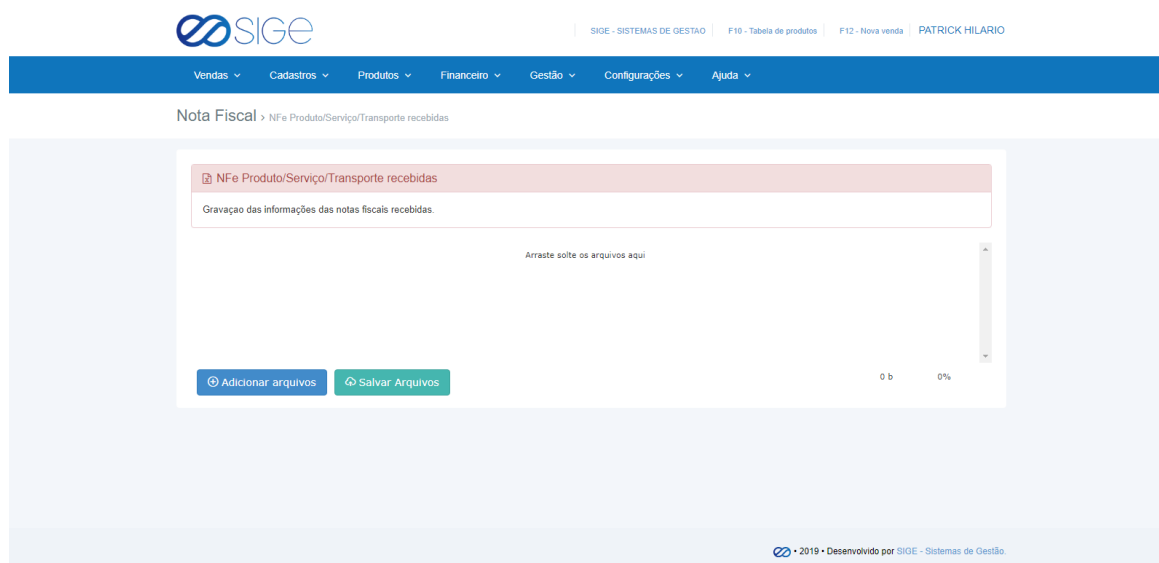 SIGE
SIGE - SISTEMAS DE GESTAO F10 - Tabela de produtos F12 - Nova venda PATRICK HILARIO
Vendas Cadastros Produtos Financeiro Gestão Configurações Ajuda
Nota Fiscal > NFe Produto/Serviço/Transporte recebidas
NFe Produto/Serviço/Transporte recebidas
Gravaçao das informações das notas fiscais recebidas.
Arraste solte os arquivos aqui
Adicionar arquivos Salvar Arquivos 0 b 0%
• 2019 • Desenvolvido por SIGE - Sistemas de Gestão.